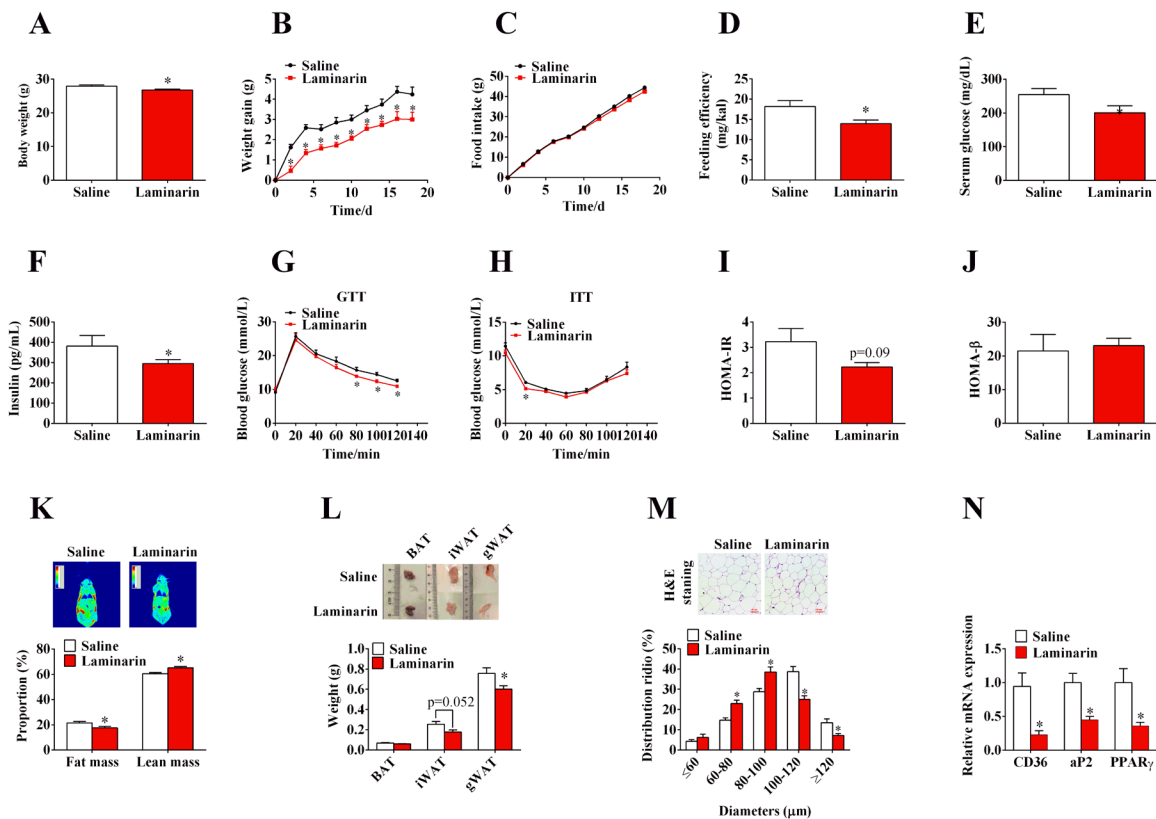 A
B
C
D
E
Body weight (g)
30
20
10
0
*
Saline
Laminarin
Weight gain (g)
6
5
4
3
2
1
0
Saline
Laminarin
* * * * * * * * *
0 5 10 15 20
Time/d
Food intake (g)
50
40
30
20
10
0
Saline
Laminarin
0 5 10 15 20
Time/d
Feeding efficiency
(mg/kal)
25
20
15
10
5
0
*
Saline
Laminarin
Serum glucose (mg/dL)
300
200
100
0
*
Saline
Laminarin
F
G
H
I
J
Insulin (pg/mL)
500
400
300
200
100
0
*
Saline
Laminarin
GTT
Blood glucose (mmol/L)
30
20
10
0
Saline
Laminarin
* * *
0 20 40 60 80 100 120 140
Time/min
ITT
Blood glucose (mmol/L)
15
10
5
0
Saline
Laminarin
*
0 20 40 60 80 100 120 140
Time/min
HOMA-IR
4
3
2
1
0
p=0.09
Saline
Laminarin
HOMA-β
30
20
10
0
Saline
Laminarin
K
L
M
N
Saline
Laminarin
Proportion (%)
80
60
40
20
0
Saline
Laminarin
*
*
Fat mass
Lean mass
BAT
iWAT
gWAT
Saline
Laminarin
Weight (g)
1.0
0.8
0.6
0.4
0.2
0.0
Saline
Laminarin
p=0.052
*
BAT
iWAT
gWAT
Saline
Laminarin
H&E
staning
Distribution ridio (%)
50
40
30
20
10
0
Saline
Laminarin
* * * *
≤60
60-80
80-100
100-120
≥120
Diameters (μm)
Relative mRNA expression
1.5
1.0
0.5
0.0
Saline
Laminarin
* * *
CD36
aP2
PPARγ